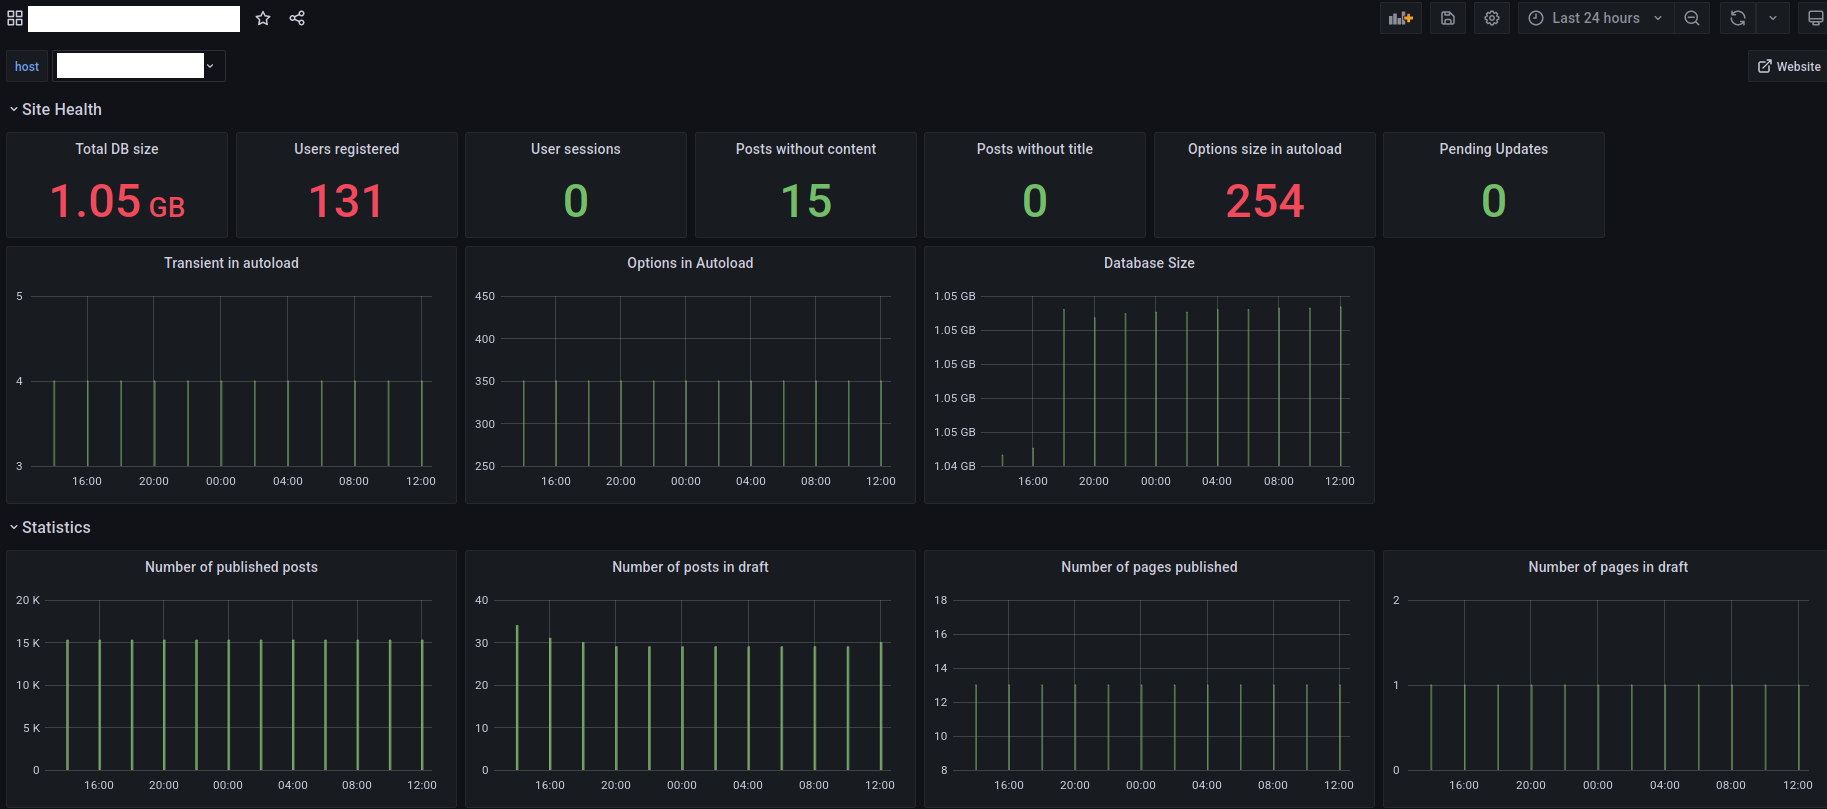 Last 24 hours
host
Website
Site Health
Total DB size
1.05 GB
Users registered
131
User sessions
0
Posts without content
15
Posts without title
0
Options size in autoload
254
Pending Updates
0
Transient in autoload
5
4
3
16:00 20:00 00:00 04:00 08:00 12:00
Options in Autoload
450
400
350
300
250
16:00 20:00 00:00 04:00 08:00 12:00
Database Size
1.05 GB
1.05 GB
1.05 GB
1.05 GB
1.05 GB
1.04 GB
16:00 20:00 00:00 04:00 08:00 12:00
Statistics
Number of published posts
20 K
15 K
10 K
5 K
0
16:00 20:00 00:00 04:00 08:00 12:00
Number of posts in draft
40
30
20
10
0
16:00 20:00 00:00 04:00 08:00 12:00
Number of pages published
18
16
14
12
10
8
16:00 20:00 00:00 04:00 08:00 12:00
Number of pages in draft
2
1
0
16:00 20:00 00:00 04:00 08:00 12:00